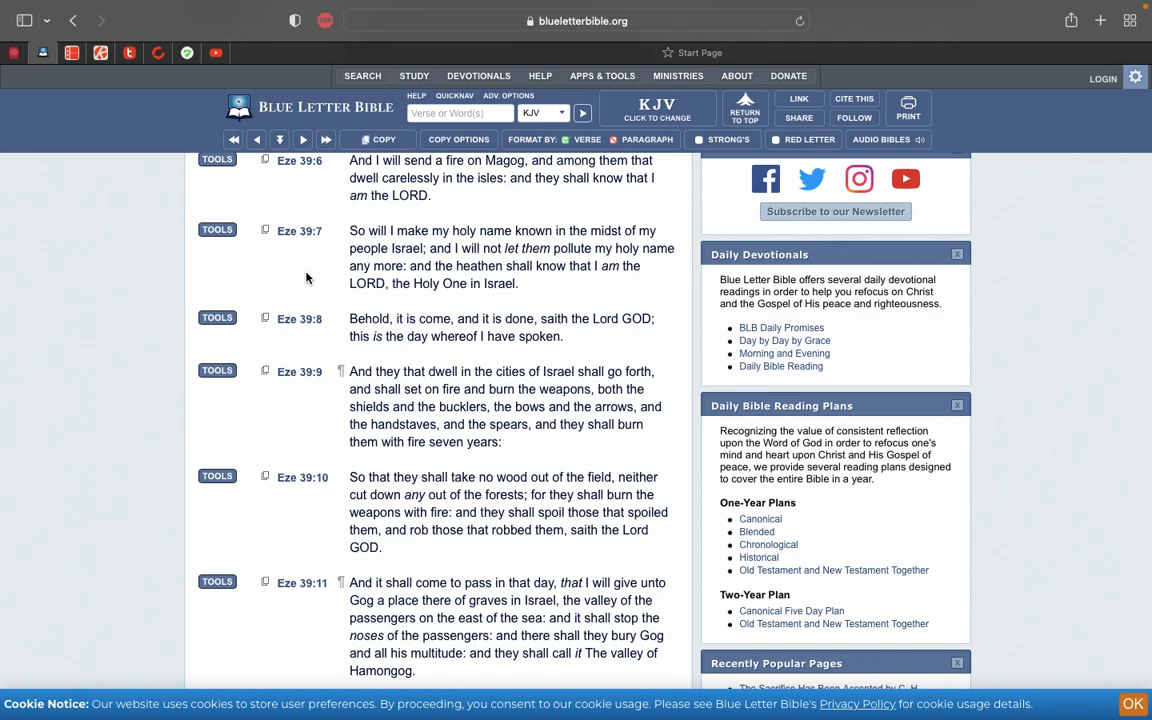 blueletterbible.org
ABP
Start Page
SEARCH STUDY DEVOTIONALS HELP APPS & TOOLS MINISTRIES ABOUT DONATE
LOGIN
BLUE LETTER BIBLE
HELP QUICKNAV ADV. OPTIONS
Verse or Word(s) KJV
KJV
CLICK TO CHANGE
RETURN
TO TOP
LINK CITE THIS
SHARE FOLLOW
PRINT
COPY COPY OPTIONS FORMAT BY: VERSE PARAGRAPH STRONG'S RED LETTER AUDIO BIBLES
TOOLS Eze 39:6 And I will send a fire on Magog, and among them that
dwell carelessly in the isles: and they shall know that I
am the LORD.
TOOLS Eze 39:7 So will I make my holy name known in the midst of my
people Israel; and I will not let them pollute my holy name
any more: and the heathen shall know that I am the
LORD, the Holy One in Israel.
TOOLS Eze 39:8 Behold, it is come, and it is done, saith the Lord GOD;
this is the day whereof I have spoken.
TOOLS Eze 39:9 ¶ And they that dwell in the cities of Israel shall go forth,
and shall set on fire and burn the weapons, both the
shields and the bucklers, the bows and the arrows, and
the handstaves, and the spears, and they shall burn
them with fire seven years:
TOOLS Eze 39:10 So that they shall take no wood out of the field, neither
cut down any out of the forests; for they shall burn the
weapons with fire: and they shall spoil those that spoiled
them, and rob those that robbed them, saith the Lord
GOD.
TOOLS Eze 39:11 ¶ And it shall come to pass in that day, that I will give unto
Gog a place there of graves in Israel, the valley of the
passengers on the east of the sea: and it shall stop the
noses of the passengers: and there shall they bury Gog
and all his multitude: and they shall call it The valley of
Hamongog.
Subscribe to our Newsletter
Daily Devotionals X
Blue Letter Bible offers several daily devotional
readings in order to help you refocus on Christ
and the Gospel of His peace and righteousness.
BLB Daily Promises
Day by Day by Grace
Morning and Evening
Daily Bible Reading
Daily Bible Reading Plans X
Recognizing the value of consistent reflection
upon the Word of God in order to refocus one's
mind and heart upon Christ and His Gospel of
peace, we provide several reading plans designed
to cover the entire Bible in a year.
One-Year Plans
Canonical
Blended
Chronological
Historical
Old Testament and New Testament Together
Two-Year Plan
Canonical Five Day Plan
Old Testament and New Testament Together
Recently Popular Pages X
The Sacrifice Has Been Accepted by C. H.
Cookie Notice: Our website uses cookies to store user preferences. By proceeding, you consent to our cookie usage. Please see Blue Letter Bible's Privacy Policy for cookie usage details. OK